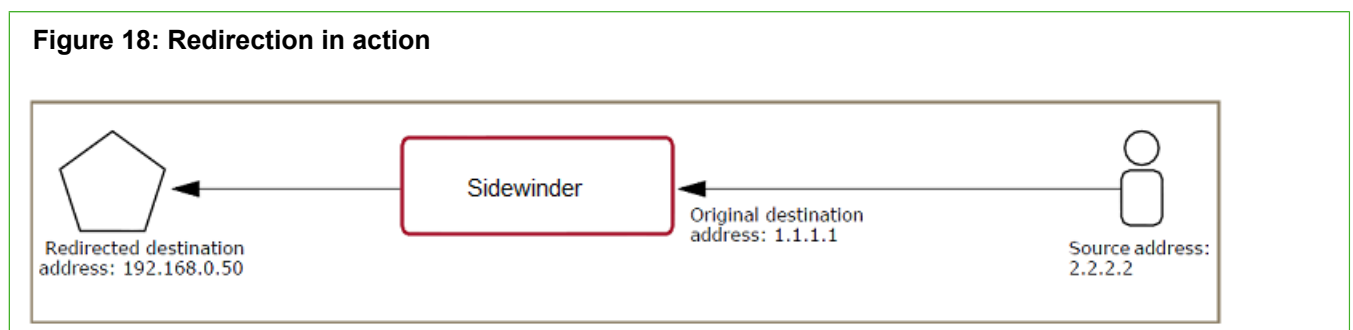 Figure 18: Redirection in action
Sidewinder
Original destination
address: 1.1.1.1
Redirected destination
address: 192.168.0.50
Source address:
2.2.2.2